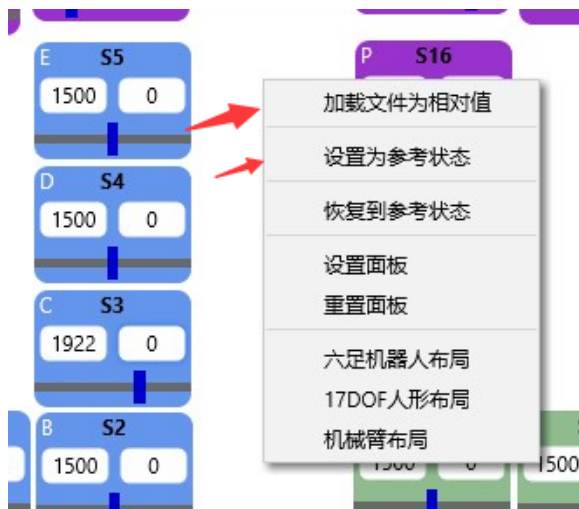 E S5
1500 0
D S4
1500 0
C S3
1922 0
B S2
1500 0
P S16
加载文件为相对值
设置为参考状态
恢复到参考状态
设置面板
重置面板
六足机器人布局
17DOF人形布局
机械臂布局
1500 0
1500